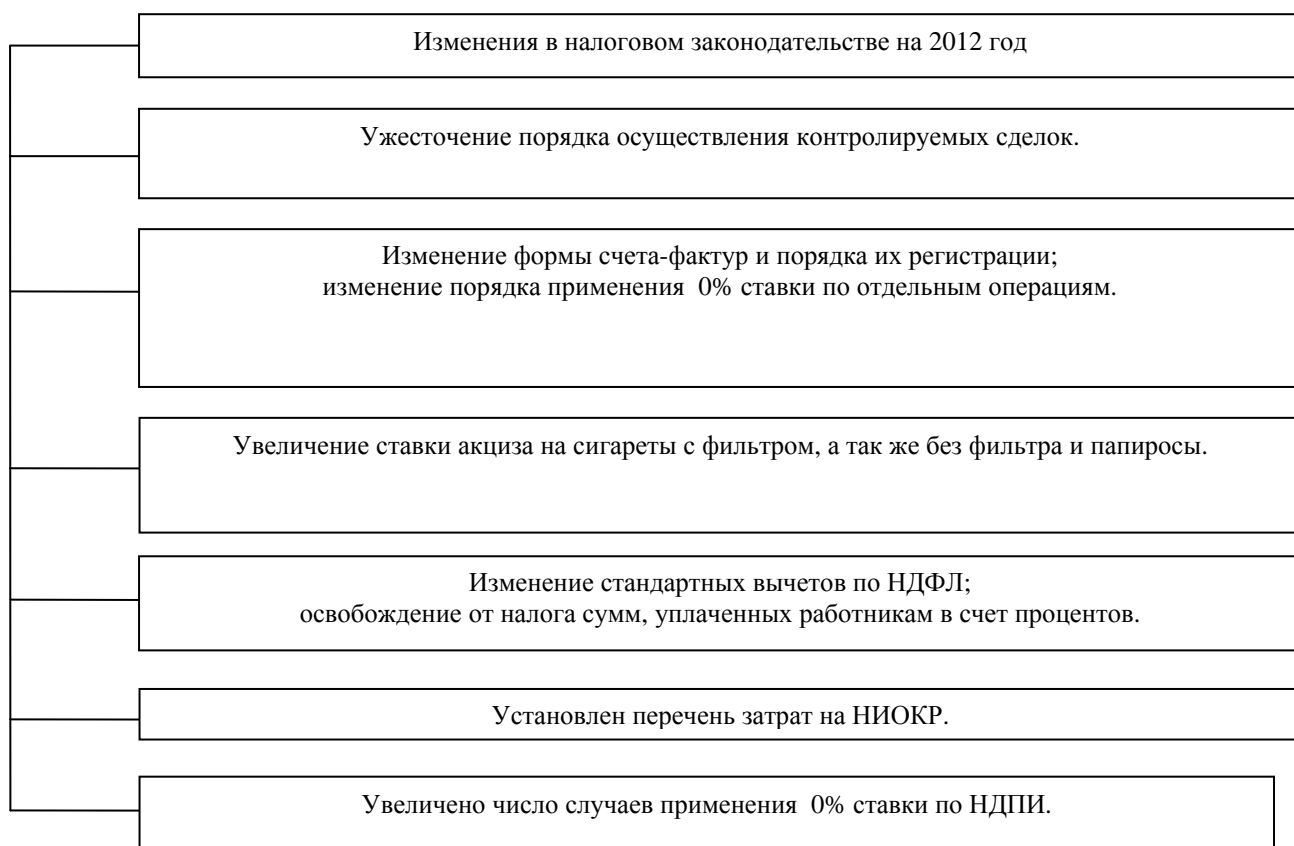 Изменения в налоговом законодательстве на 2012 год
Ужесточение порядка осуществления контролируемых сделок.
Изменение формы счета-фактур и порядка их регистрации;
изменение порядка применения 0% ставки по отдельным операциям.
Увеличение ставки акциза на сигареты с фильтром, а так же без фильтра и папиросы.
Изменение стандартных вычетов по НДФЛ;
освобождение от налога сумм, уплаченных работникам в счет процентов.
Установлен перечень затрат на НИОКР.
Увеличено число случаев применения 0% ставки по НДПИ.